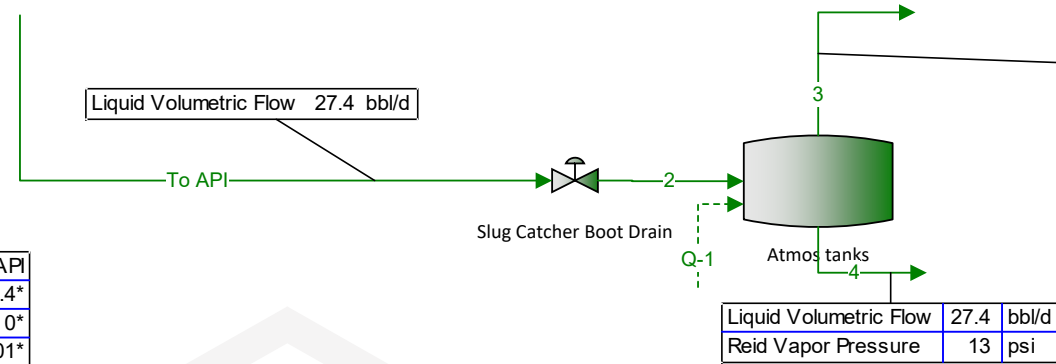 3
Liquid Volumetric Flow 27.4 bbl/d
To API
2
Slug Catcher Boot Drain
Q-1
Atmos tanks
4
API
.4*
0*
01*
Liquid Volumetric Flow 27.4 bbl/d
Reid Vapor Pressure 13 psi